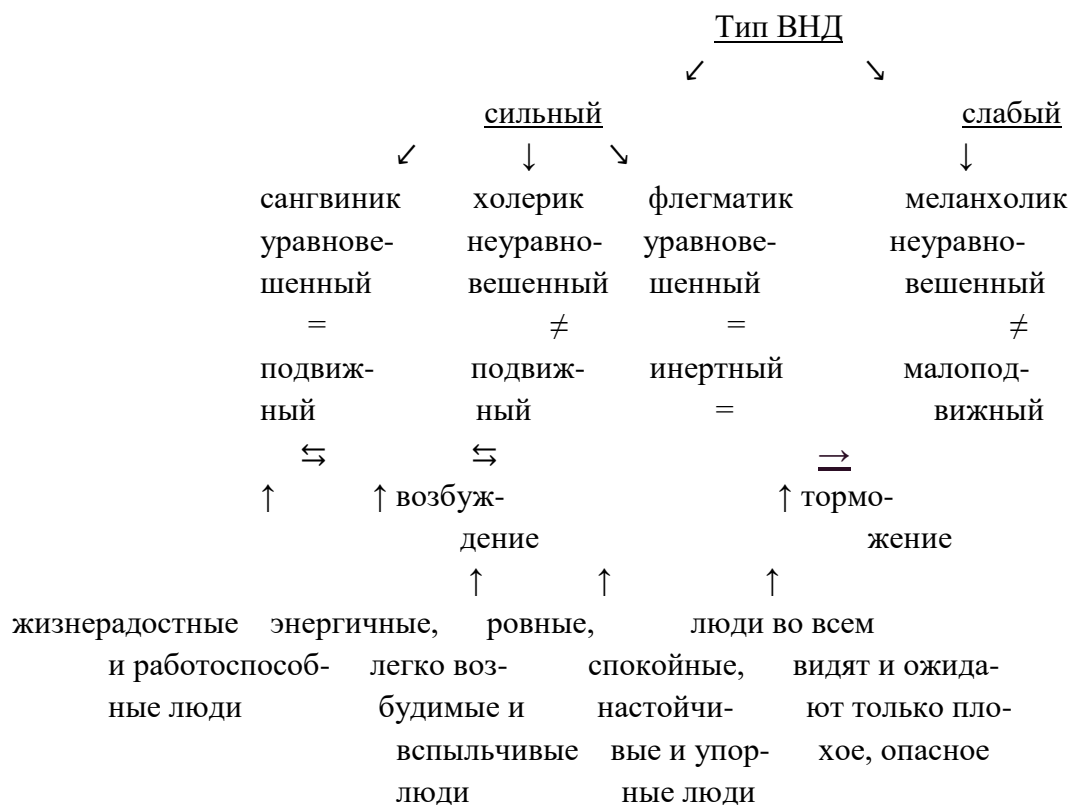 Тип ВНД
↙ ↘
сильный слабый
↙ ↓ ↘ ↓
сангвиник холерик флегматик меланхолик
уравнове- неуравно- уравнове- неуравно-
шенный вешенный шенный вешенный
= ≠ = ≠
подвиж- подвиж- инертный малопод-
ный ный = вижный
⇆ ⇆ →
↑ ↑ возбуж- ↑ тормо-
дение жение
↑ ↑ ↑
жизнерадостные энергичные, ровные, люди во всем
и работоспособ- легко воз- спокойные, видят и ожида-
ные люди будимые и настойчи- ют только пло-
вспыльчивые вые и упор- хое, опасное
люди ные люди